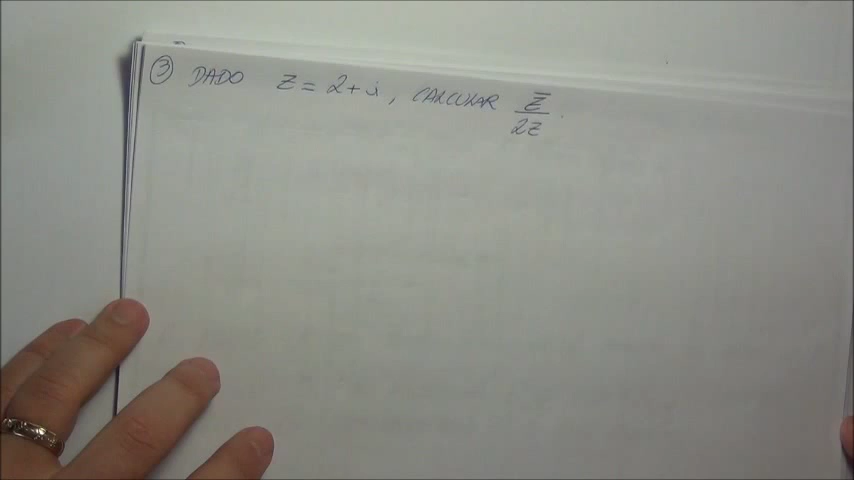 ③ DADO z = 2 + i, CALCULAR z̅/2z.